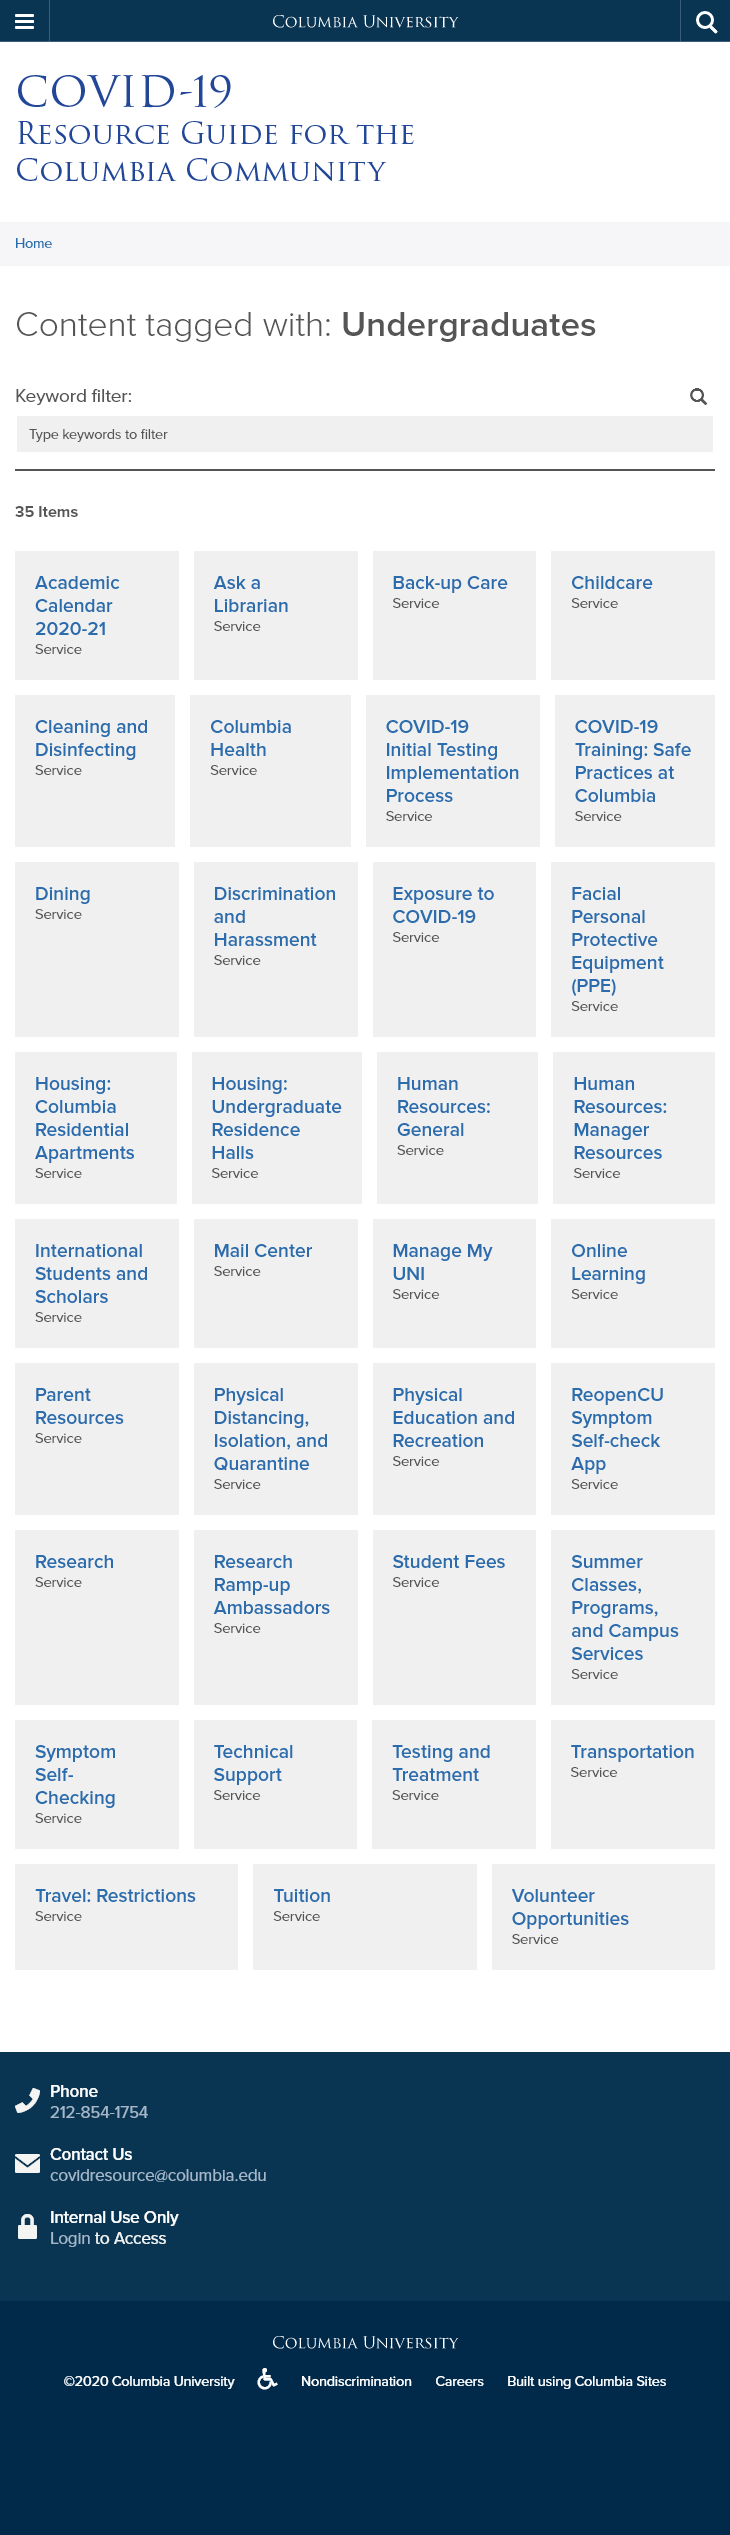 COLUMBIA UNIVERSITY
COVID-19
RESOURCE GUIDE FOR THE
COLUMBIA COMMUNITY
Home
Content tagged with: Undergraduates
Keyword filter:
Type keywords to filter
35 Items
Academic
Calendar
2020-21
Service
Ask a
Librarian
Service
Back-up Care
Service
Childcare
Service
Cleaning and
Disinfecting
Service
Columbia
Health
Service
COVID-19
Initial Testing
Implementation
Process
Service
COVID-19
Training: Safe
Practices at
Columbia
Service
Dining
Service
Discrimination
and
Harassment
Service
Exposure to
COVID-19
Service
Facial
Personal
Protective
Equipment
(PPE)
Service
Housing:
Columbia
Residential
Apartments
Service
Housing:
Undergraduate
Residence
Halls
Service
Human
Resources:
General
Service
Human
Resources:
Manager
Resources
Service
International
Students and
Scholars
Service
Mail Center
Service
Manage My
UNI
Service
Online
Learning
Service
Parent
Resources
Service
Physical
Distancing,
Isolation, and
Quarantine
Service
Physical
Education and
Recreation
Service
ReopenCU
Symptom
Self-check
App
Service
Research
Service
Research
Ramp-up
Ambassadors
Service
Student Fees
Service
Summer
Classes,
Programs,
and Campus
Services
Service
Symptom
Self-
Checking
Service
Technical
Support
Service
Testing and
Treatment
Service
Transportation
Service
Travel: Restrictions
Service
Tuition
Service
Volunteer
Opportunities
Service
Phone
212-854-1754
Contact Us
covidresource@columbia.edu
Internal Use Only
Login to Access
COLUMBIA UNIVERSITY
©2020 Columbia University Nondiscrimination Careers Built using Columbia Sites